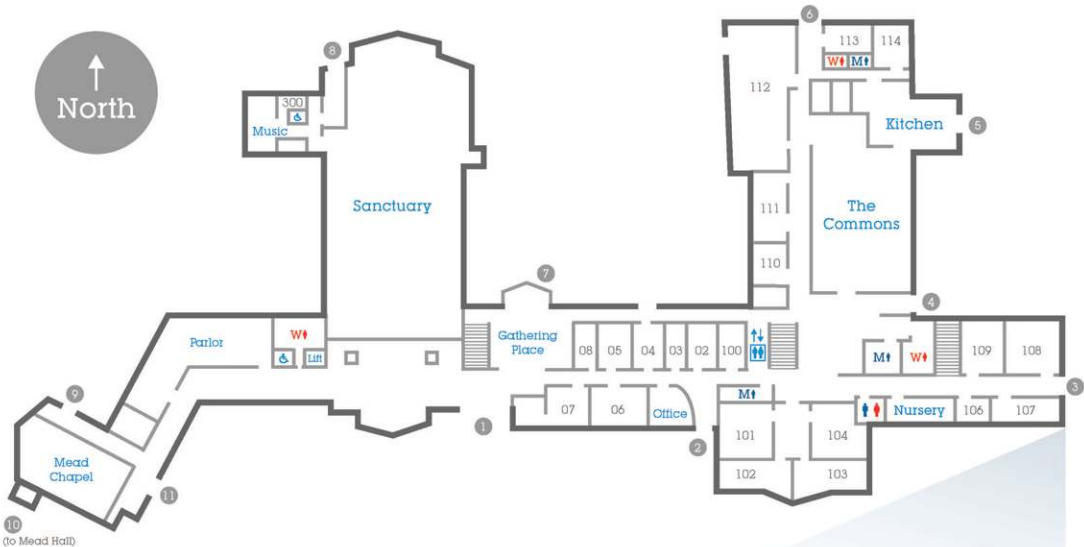 North
6
113
114
W
M
8
112
300
Music
Kitchen
5
Sanctuary
111
The
Commons
110
7
4
Gathering
Place
W
Parlor
Lift
08
05
04
03
02
100
M
W
109
108
9
3
1
07
06
Office
M
Nursery
106
107
2
101
104
102
103
Mead
Chapel
11
10
(to Mead Hall)